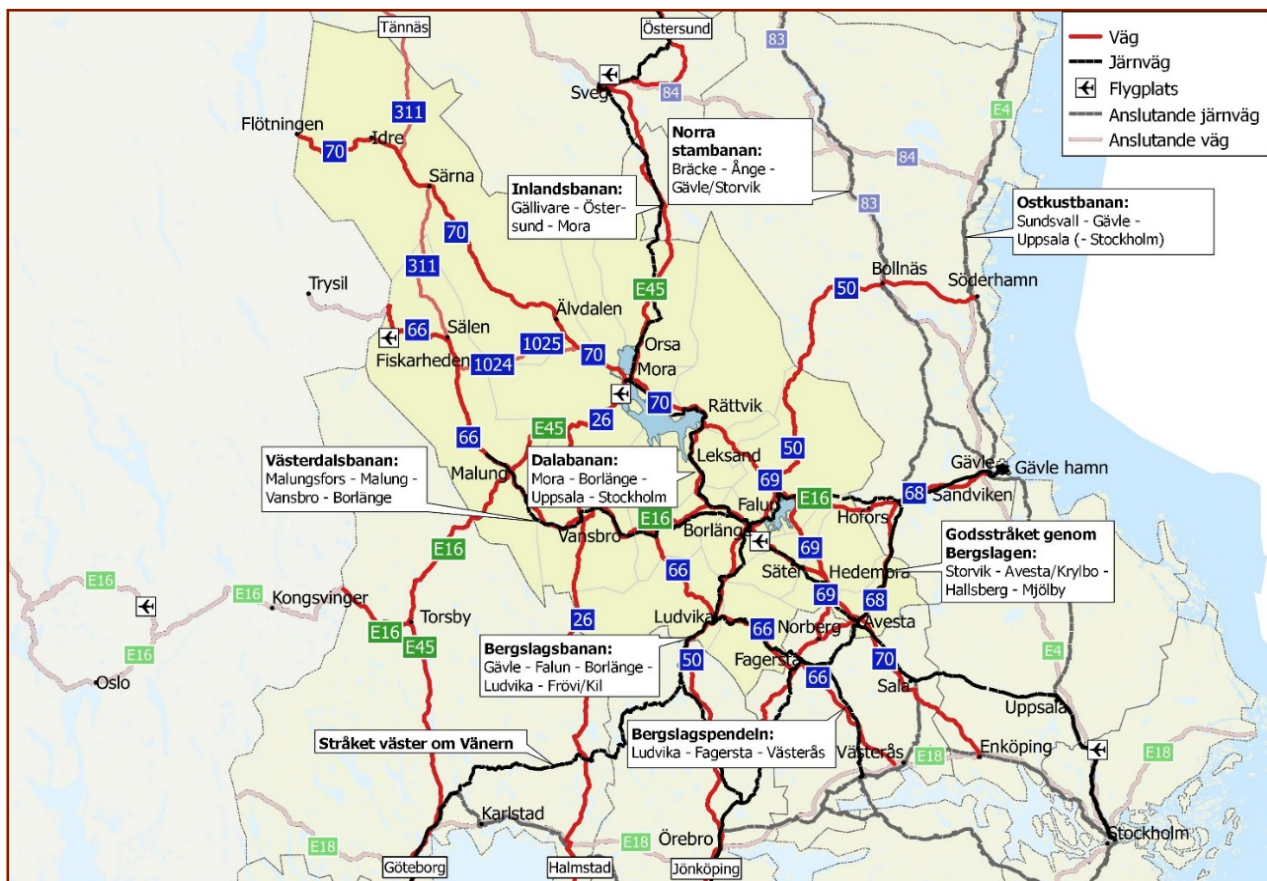 Tännäs
Östersund
83
Väg
Järnväg
Flygplats
Anslutande järnväg
Anslutande väg
Sveg
84
E4
311
Flötningen
Idre
70
Norra
stambanan:
Bräcke - Ånge -
Gävle/Storvik
84
Särna
Inlandsbanan:
Gällivare - Öster-
sund - Mora
83
Ostkustbanan:
Sundsvall - Gävle -
Uppsala (- Stockholm)
70
311
Trysil
E45
50
Bollnäs
Söderhamn
Älvdalen
66
Sälen
Fiskarheden
1024
1025
70
Orsa
Mora
70
Rättvik
26
E45
66
50
Västerdalsbanan:
Malungsfors - Malung -
Vansbro - Borlänge
Malung
Dalabanan:
Mora - Borlänge -
Uppsala - Stockholm
Leksand
69
Falun
E16
Gävle
Gävle hamn
Sandviken
68
Hofors
Vansbro
E16
Borlänge
E16
69
Säter
Hedemora
Godsstråket genom
Bergslagen:
Storvik - Avesta/Krylbo -
Hallsberg - Mjölby
66
E16
E16
Kongsvinger
Torsby
E16
E45
26
Ludvika
66
Norberg
69
68
Avesta
E16
Oslo
Bergslagsbanan:
Gävle - Falun - Borlänge -
Ludvika - Frövi/Kil
50
Fagersta
66
70
Sala
E4
Uppsala
Stråket väster om Vänern
Bergslagspendeln:
Ludvika - Fagersta - Västerås
Västerås
E18
Enköping
E18
Karlstad
E18
E18
Örebro
Stockholm
Göteborg
Halmstad
Jönköping